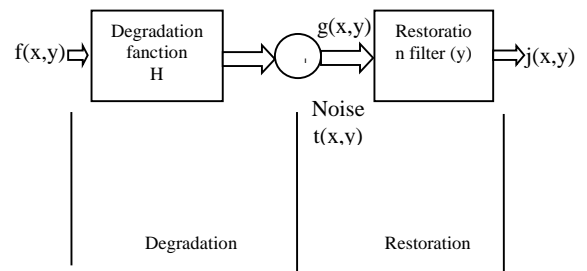 f(x,y)
Degradation
fanction
H
g(x,y)
Restoratio
n filter (y)
j(x,y)
Noise
t(x,y)
Degradation
Restoration